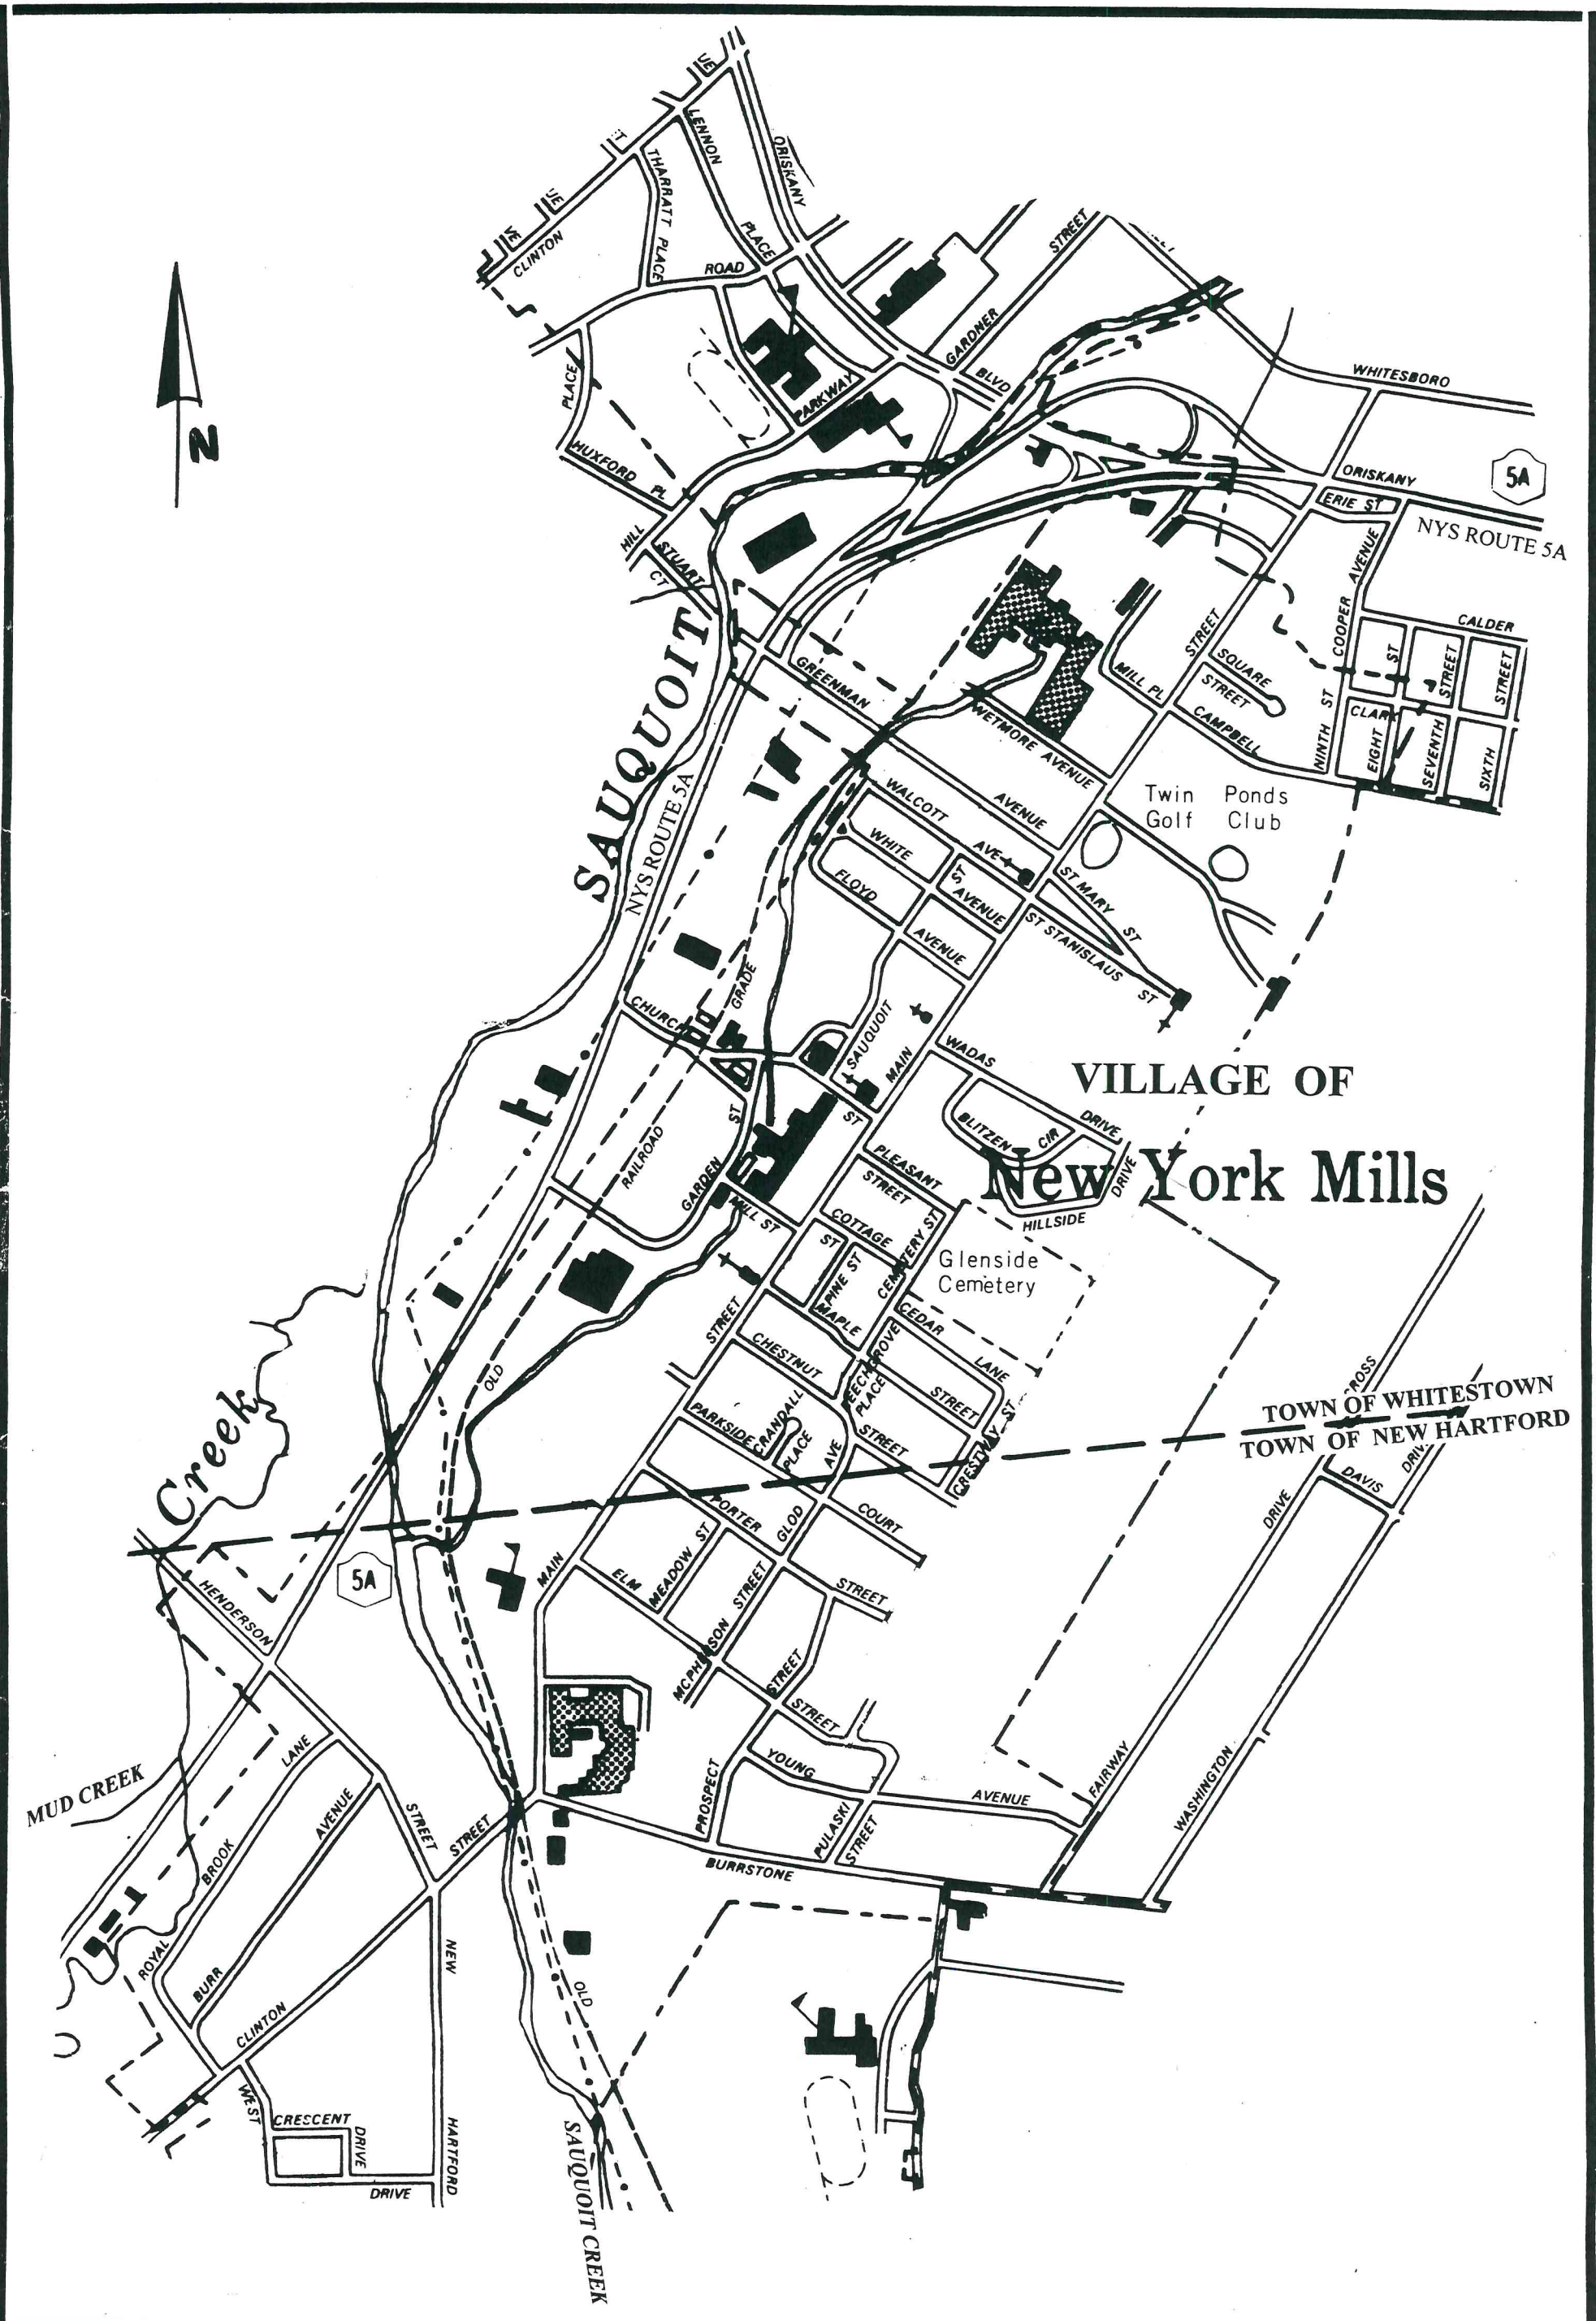 LENNON
ORISKANY
THARRATT PLACE
PLACE
CLINTON
ROAD
STREET
GARDNER
BLVD
PARKWAY
PLACE
WHITESBORO
N
HUXFORD
PL
ORISKANY
5A
ERIE ST
NYS ROUTE 5A
HILL
STUART
CT
COOPER AVENUE
CALDER
STREET
SQUARE
STREET
ST
STREET
STREET
MILL PL
GREENMAN
CLARK
WETMORE AVENUE
CAMPBELL
NINTH ST
EIGHT
SEVENTH
SIXTH
SAUQUOIT
NYS ROUTE 5A
WALCOTT
AVENUE
AVE
Twin Ponds
Golf Club
WHITE
ST
AVENUE
FLOYD
ST MARY
ST
ST STANISLAUS
ST
AVENUE
GRADE
CHURCH
SAUQUOIT
MAIN
WADAS
VILLAGE OF
ST
ST
BLITZEN
CIR
DRIVE
RAILROAD
GARDEN
PLEASANT
STREET
New York Mills
DRIVE
MILL ST
COTTAGE
ST
CEMETERY ST
HILLSIDE
PINE ST
Glenside
Cemetery
MAPLE
STREET
CEDAR
LANE
CHESTNUT
BEECHGROVE
PLACE
STREET
OLD
ROSS
TOWN OF WHITESTOWN
TOWN OF NEW HARTFORD
Creek
PARKSIDE
CRANDALL
PLACE
AVE
STREET
CRESTWAY ST
DAVIS
PORTER
GLOD
COURT
DRIVE
5A
MAIN
ELM
MEADOW ST
STREET
STREET
HENDERSON
MCPHERSON
STREET
STREET
LANE
YOUNG
MUD CREEK
AVENUE
STREET
STREET
PROSPECT
PULASKI
STREET
AVENUE
FAIRWAY
WASHINGTON
BROOK
BURRSTONE
ROYAL
BURR
NEW
OLD
CLINTON
WEST
CRESCENT
DRIVE
HARTFORD
DRIVE
SAUQUOIT CREEK